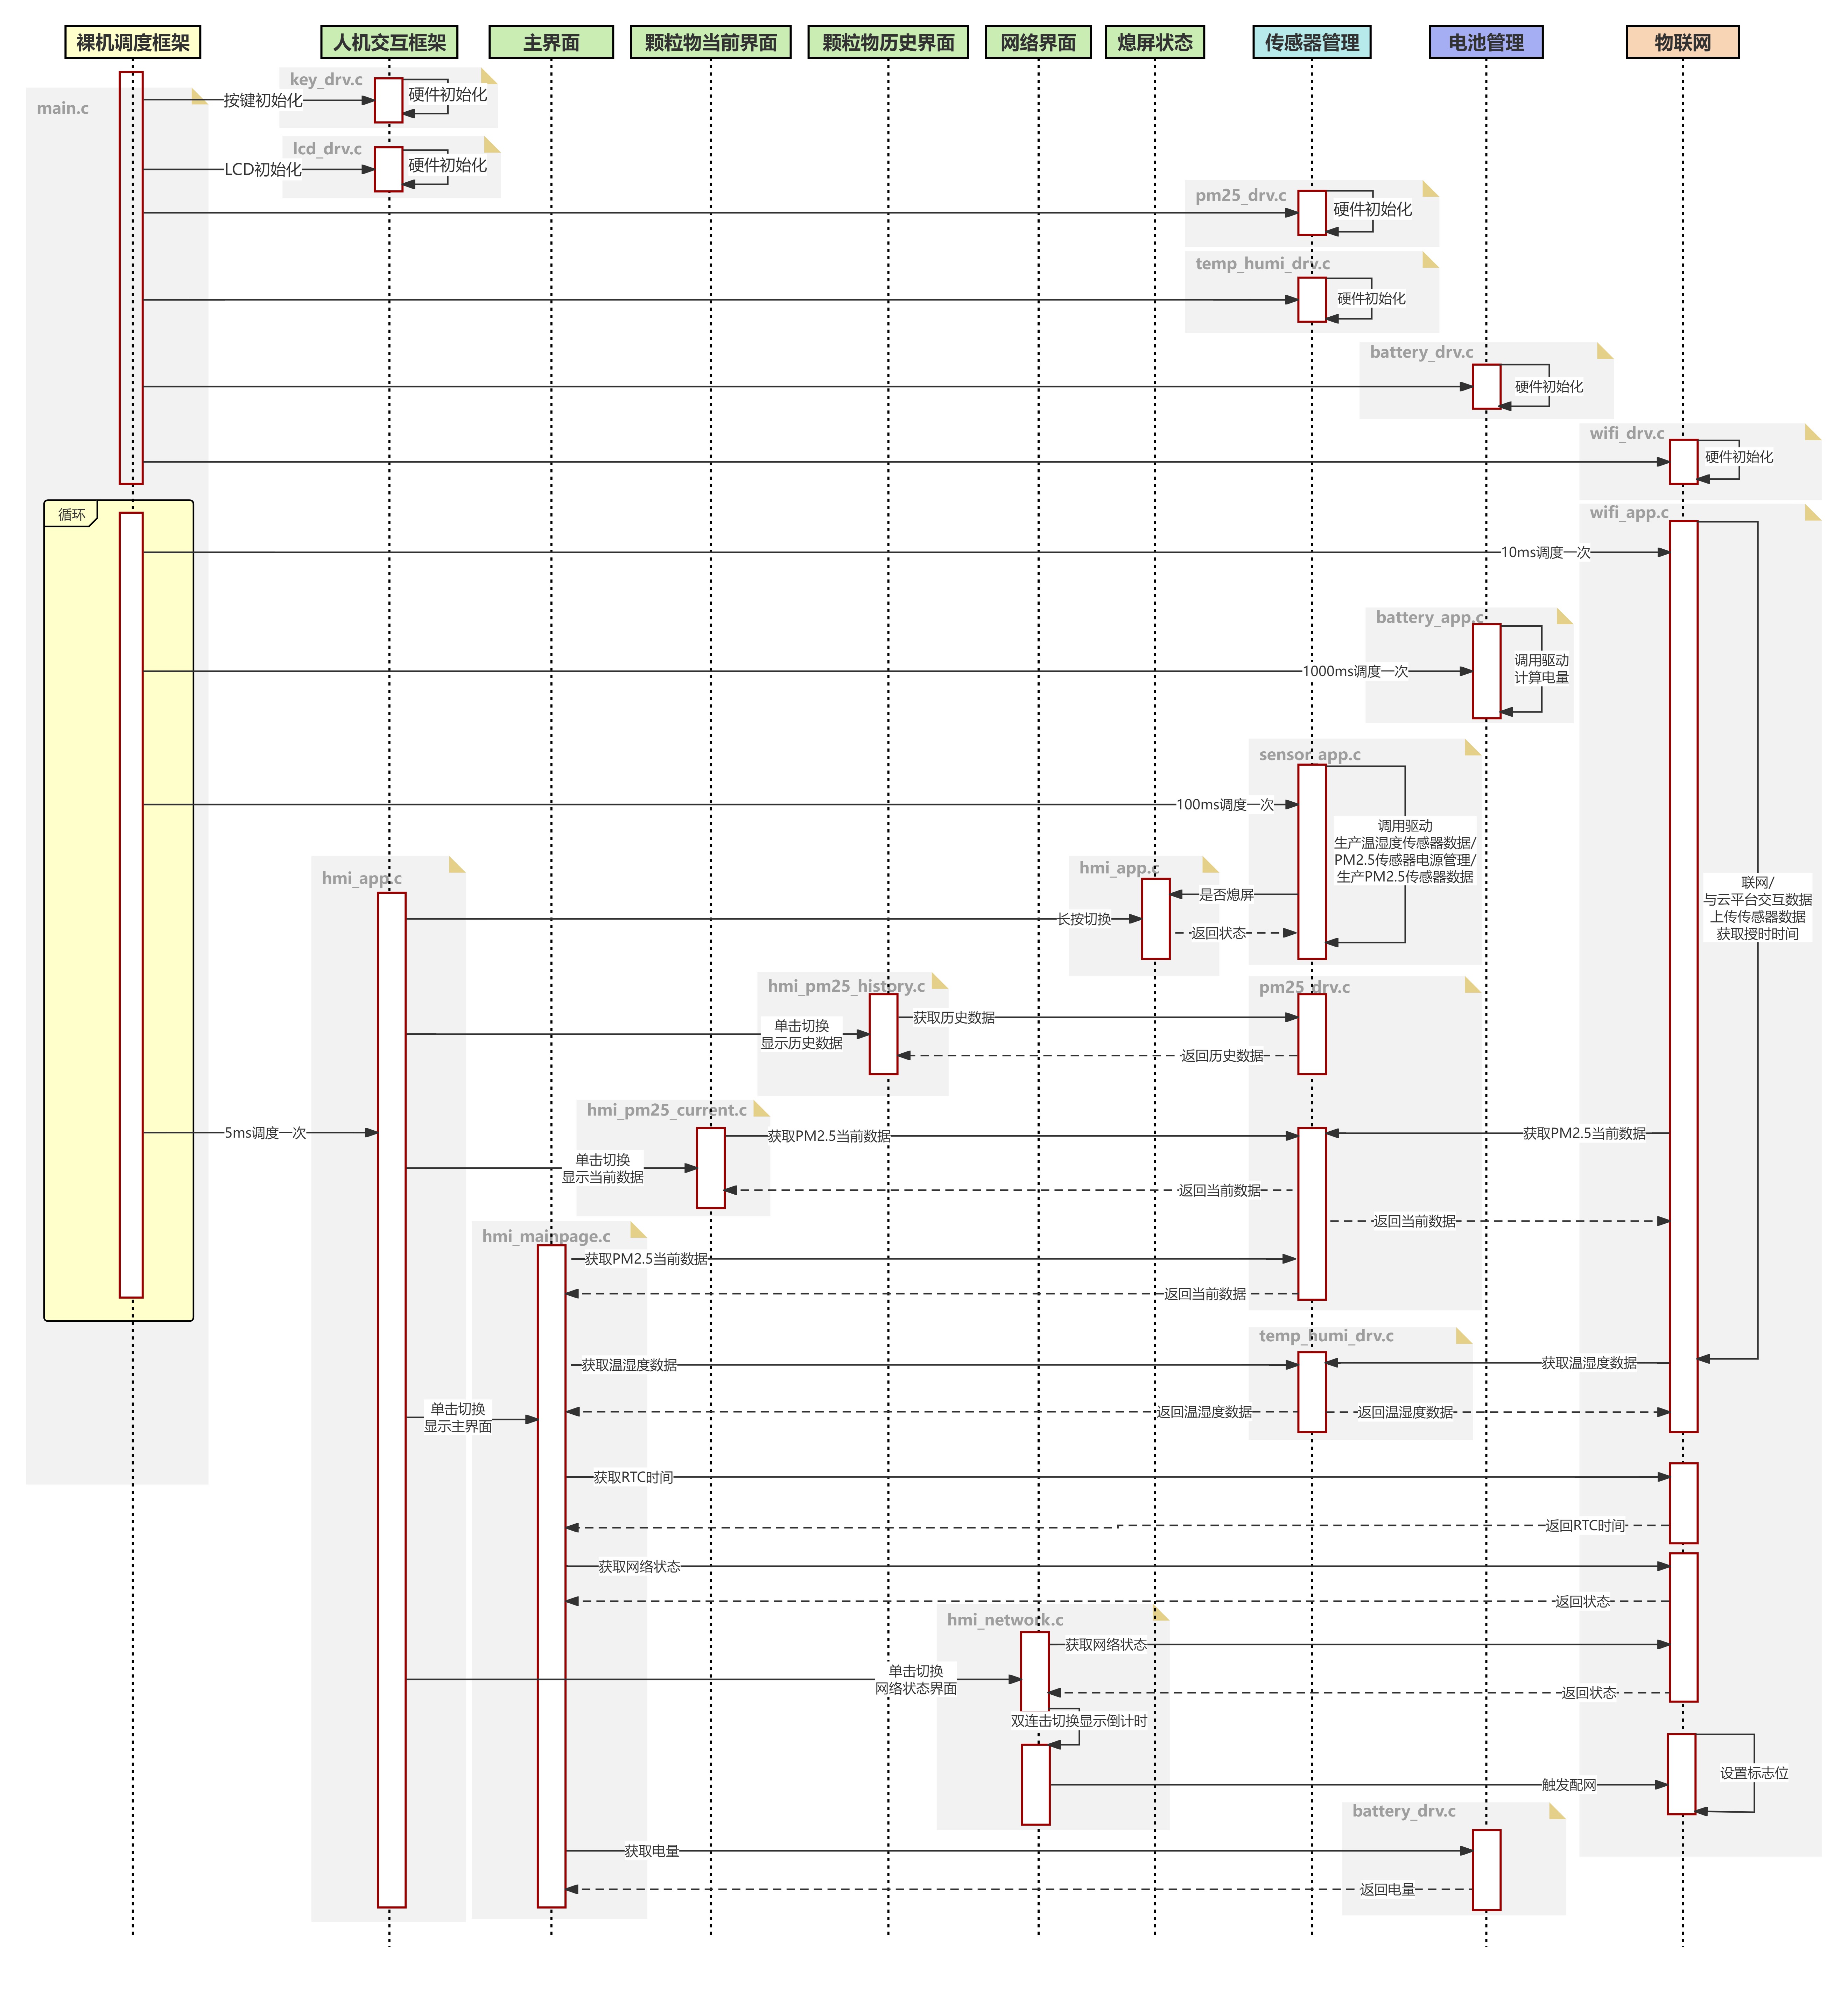 裸机调度框架
人机交互框架
主界面
颗粒物当前界面
颗粒物历史界面
网络界面
熄屏状态
传感器管理
电池管理
物联网
key_drv.c
main.c
按键初始化
硬件初始化
lcd_drv.c
LCD初始化
硬件初始化
pm25_drv.c
硬件初始化
temp_humi_drv.c
硬件初始化
battery_drv.c
硬件初始化
wifi_drv.c
硬件初始化
循环
wifi_app.c
10ms调度一次
battery_app.c
1000ms调度一次
调用驱动
计算电量
sensor_app.c
100ms调度一次
调用驱动
生产温湿度传感器数据/
PM2.5传感器电源管理/
生产PM2.5传感器数据
联网/
与云平台交互数据
上传传感器数据
获取授时时间
hmi_app.c
hmi_app.c
是否熄屏
长按切换
返回状态
hmi_pm25_history.c
pm25_drv.c
单击切换
显示历史数据
获取历史数据
返回历史数据
hmi_pm25_current.c
5ms调度一次
获取PM2.5当前数据
获取PM2.5当前数据
单击切换
显示当前数据
返回当前数据
返回当前数据
hmi_mainpage.c
获取PM2.5当前数据
返回当前数据
temp_humi_drv.c
获取温湿度数据
获取温湿度数据
单击切换
显示主界面
返回温湿度数据
返回温湿度数据
获取RTC时间
返回RTC时间
获取网络状态
返回状态
hmi_network.c
获取网络状态
单击切换
网络状态界面
返回状态
双连击切换显示倒计时
设置标志位
触发配网
battery_drv.c
获取电量
返回电量